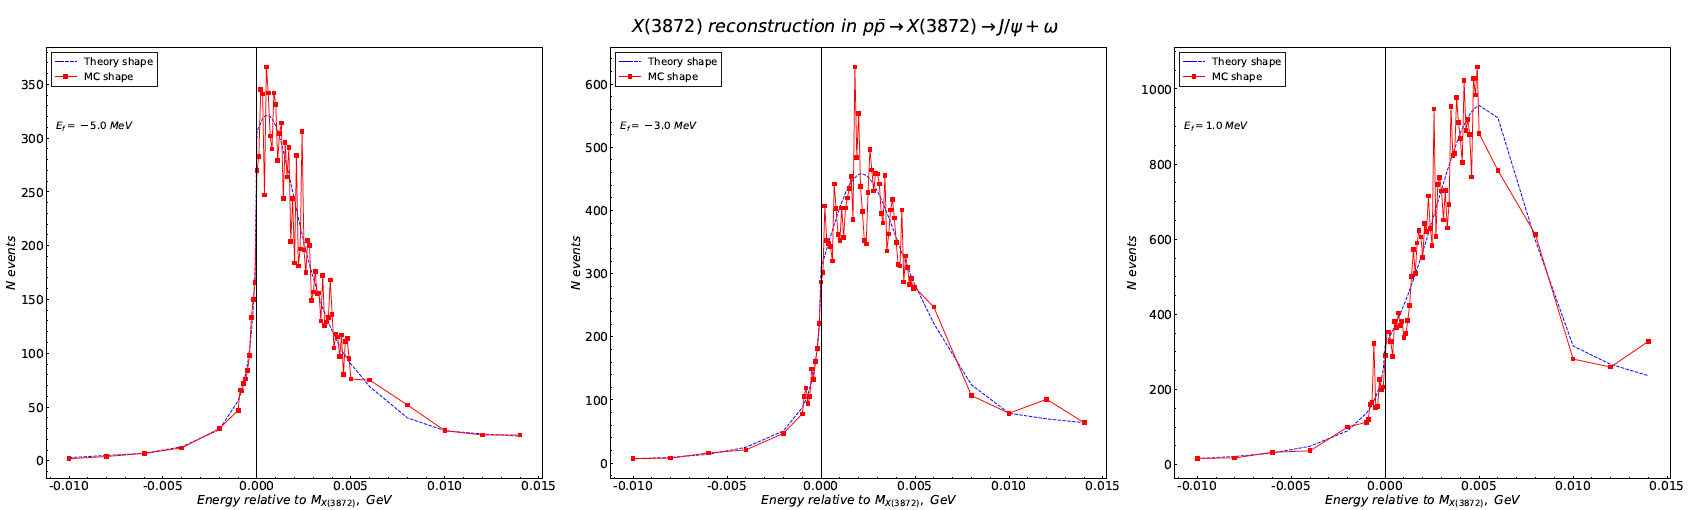 X(3872) reconstruction in pp̄ → X(3872) → J/ψ + ω
Theory shape
MC shape
E_f = −5.0 MeV
N events
350
300
250
200
150
100
50
0
-0.010 -0.005 0.000 0.005 0.010 0.015
Energy relative to M_X(3872), GeV
Theory shape
MC shape
E_f = −3.0 MeV
N events
600
500
400
300
200
100
0
-0.010 -0.005 0.000 0.005 0.010 0.015
Energy relative to M_X(3872), GeV
Theory shape
MC shape
E_f = 1.0 MeV
N events
1000
800
600
400
200
0
-0.010 -0.005 0.000 0.005 0.010 0.015
Energy relative to M_X(3872), GeV